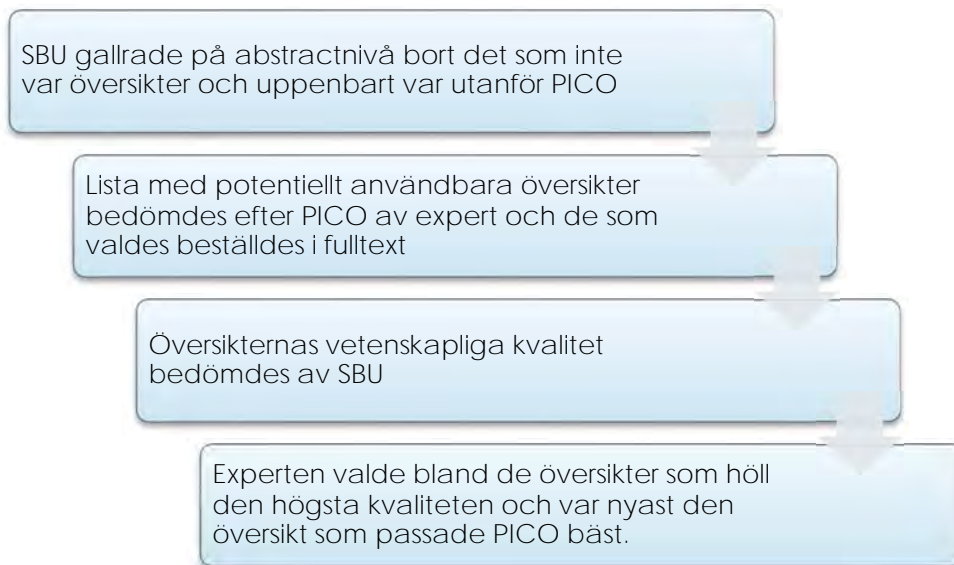 SBU gallrade på abstractnivå bort det som inte
var översikter och uppenbart var utanför PICO
Lista med potentiellt användbara översikter
bedömdes efter PICO av expert och de som
valdes beställdes i fulltext
Översikternas vetenskapliga kvalitet
bedömdes av SBU
Experten valde bland de översikter som höll
den högsta kvaliteten och var nyast den
översikt som passade PICO bäst.